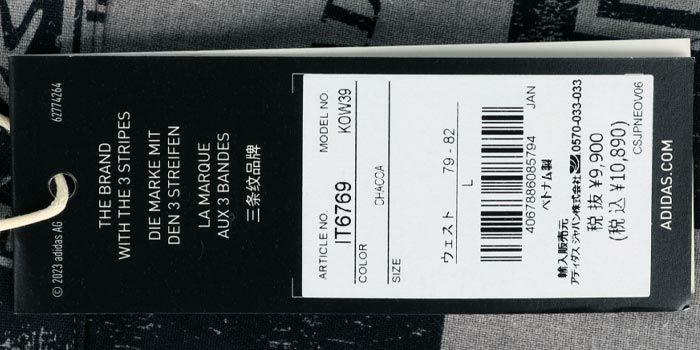 62774264
THE BRAND
WITH THE 3 STRIPES
DIE MARKE MIT
DEN 3 STREIFEN
LA MARQUE
AUX 3 BANDES
三条纹品牌
© 2023 adidas AG
ARTICLE NO.
MODEL NO.
IT6769
KOW39
COLOR
CHACOA
SIZE
ウェスト 79 - 82
L
4067886085794
JAN
ベトナム製
輸入販売元
アディダス ジャパン株式会社 0570-033-033
税抜 ¥9,900
(税込 ¥10,890)
CSJPNEOV06
ADIDAS.COM